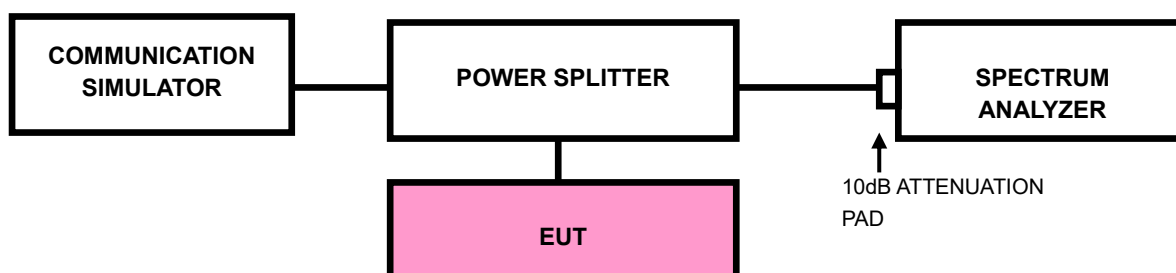 COMMUNICATION
SIMULATOR
POWER SPLITTER
SPECTRUM
ANALYZER
10dB ATTENUATION
PAD
EUT